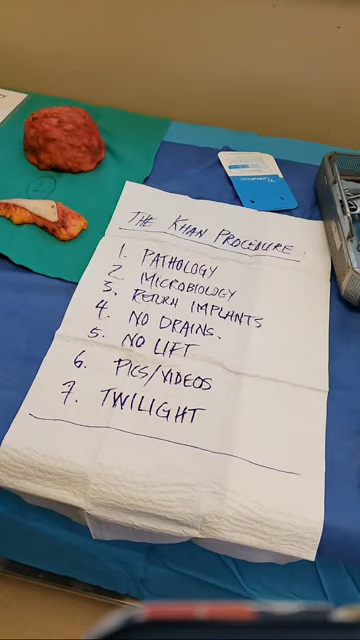 THE KHAN PROCEDURE:
1. PATHOLOGY
2. MICROBIOLOGY
3. RETURN IMPLANTS
4. NO DRAINS.
5. NO LIFT
6. PICS/VIDEOS
7. TWILIGHT